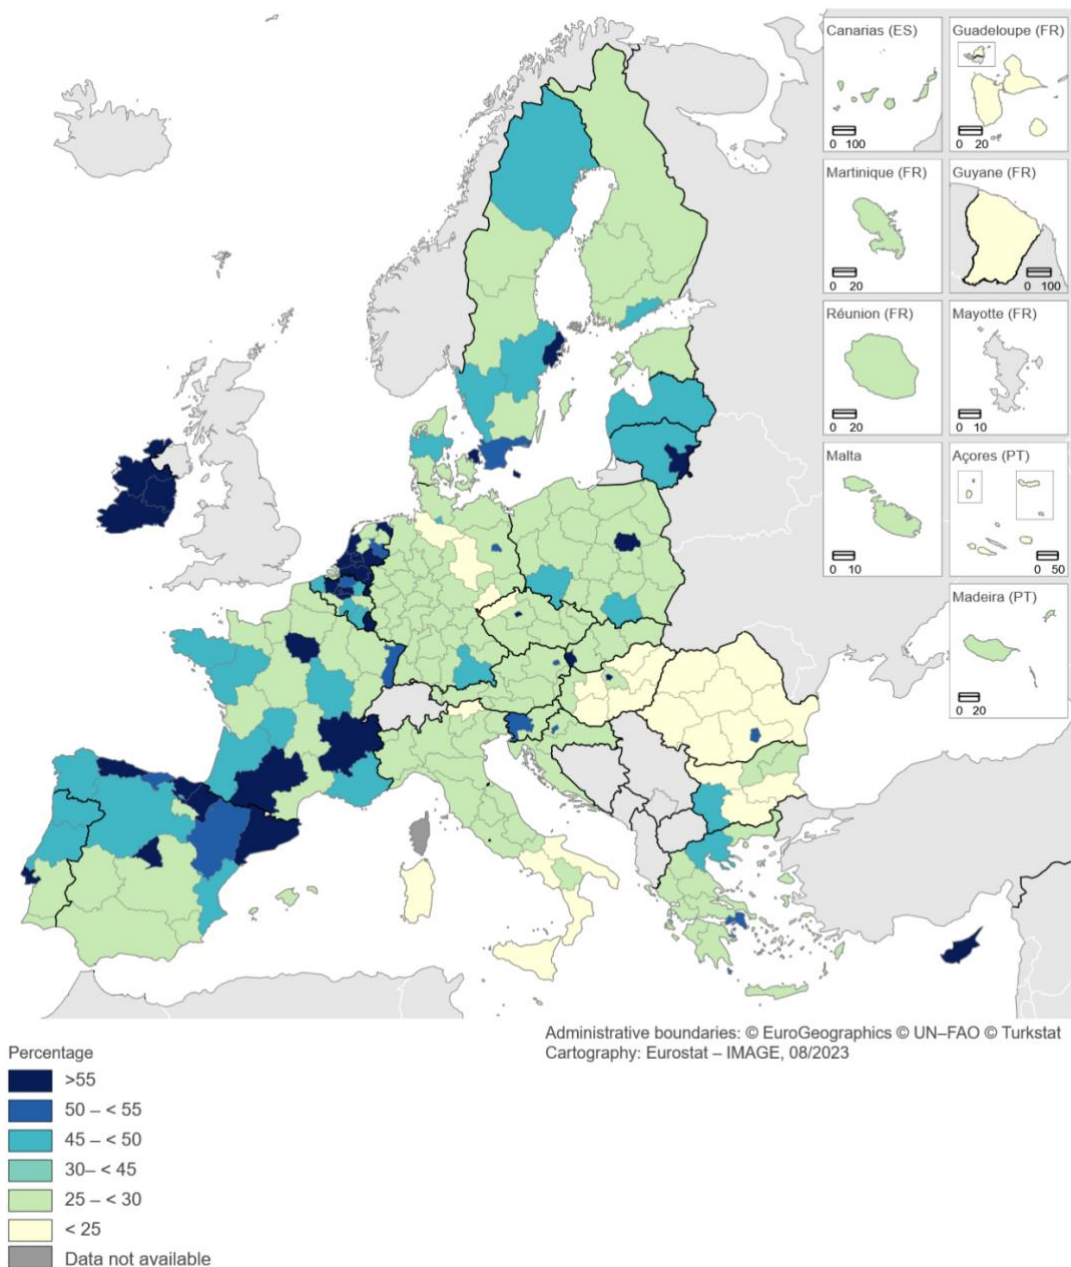 Canarias (ES)
0 100
Guadeloupe (FR)
0 20
Martinique (FR)
0 20
Guyane (FR)
0 100
Réunion (FR)
0 20
Mayotte (FR)
0 10
Malta
0 10
Açores (PT)
0 50
Madeira (PT)
0 20
Administrative boundaries: © EuroGeographics © UN–FAO © Turkstat
Cartography: Eurostat – IMAGE, 08/2023
Percentage
>55
50 – < 55
45 – < 50
30– < 45
25 – < 30
< 25
Data not available